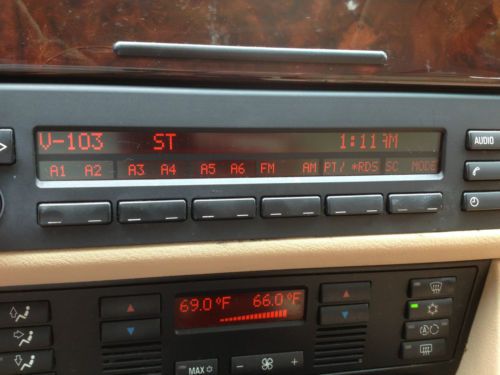 V-103 ST 1:11AM
AUDIO
A1 A2 A3 A4 A5 A6 FM AM PT/ *RDS SC MODE
69.0°F 66.0°F
A
MAX
- +